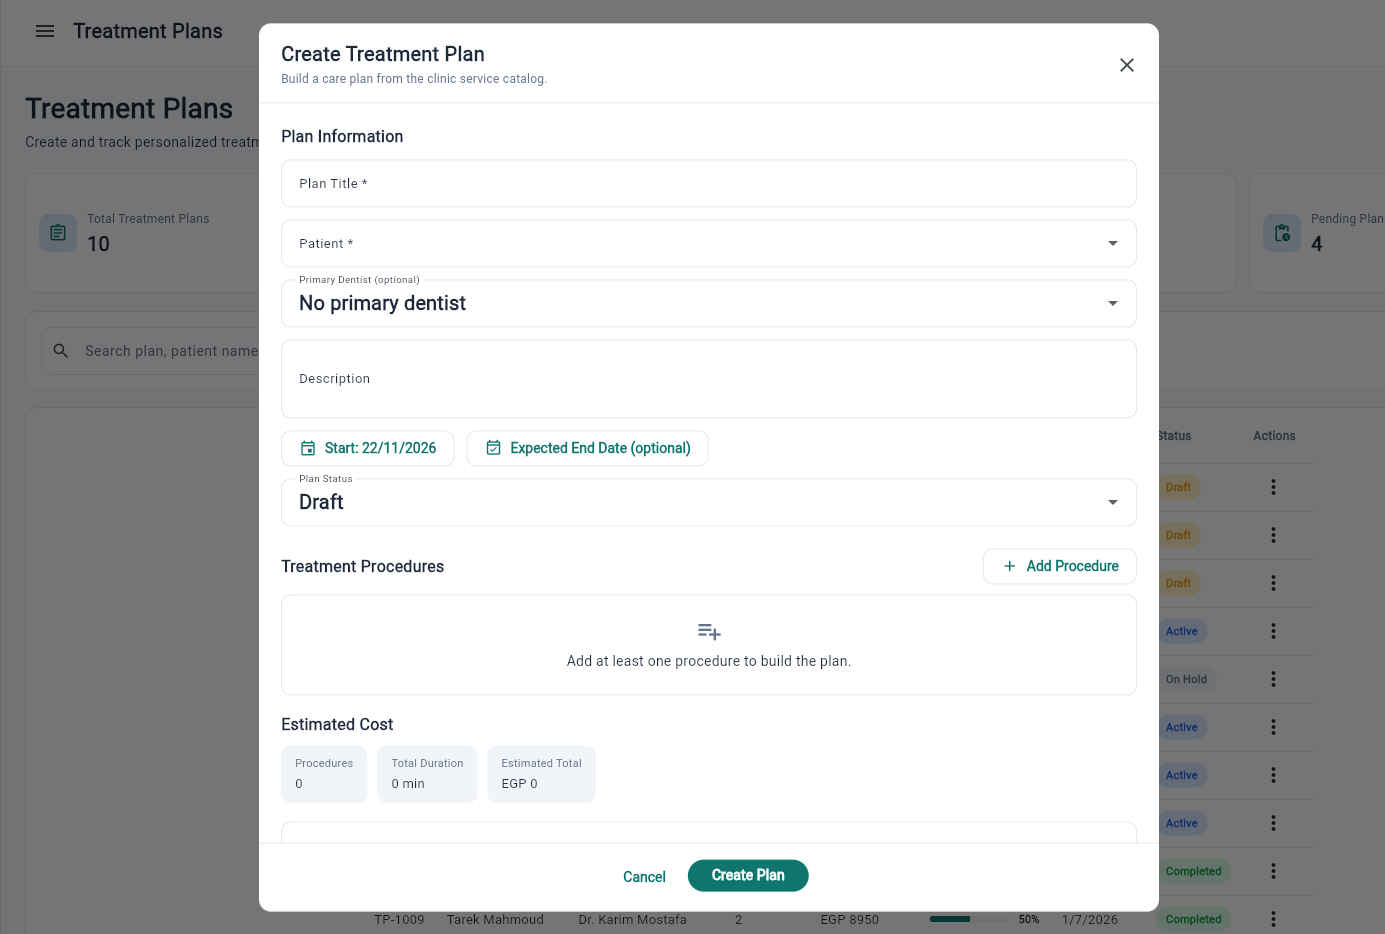 Treatment Plans
Treatment Plans
Create and track personalized treatm
Total Treatment Plans
10
Pending Plan
4
Search plan, patient name
Create Treatment Plan
Build a care plan from the clinic service catalog.
Plan Information
Plan Title *
Patient *
Primary Dentist (optional)
No primary dentist
Description
Start: 22/11/2026
Expected End Date (optional)
Plan Status
Draft
Treatment Procedures
Add Procedure
Add at least one procedure to build the plan.
Estimated Cost
Procedures
0
Total Duration
0 min
Estimated Total
EGP 0
Cancel
Create Plan
Status Actions
Draft
Draft
Draft
Active
On Hold
Active
Active
Active
Completed
TP-1009 Tarek Mahmoud Dr. Karim Mostafa 2 EGP 8950 50% 1/7/2026 Completed